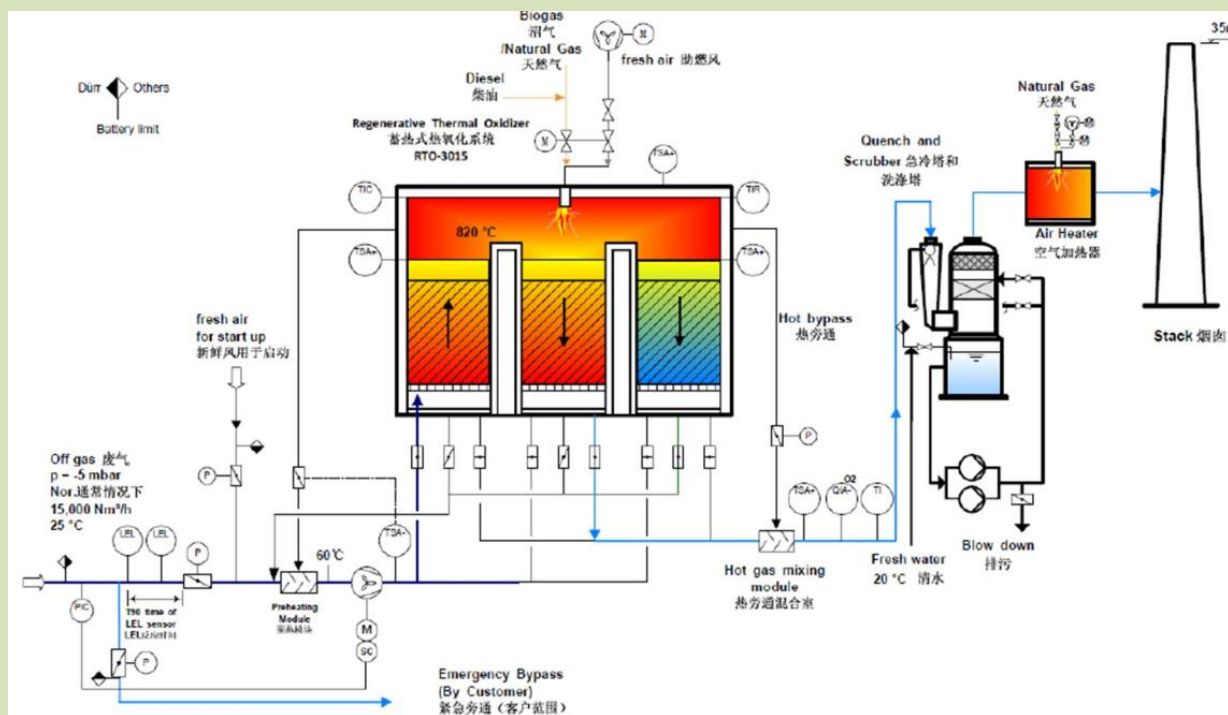 Biogas
沼气
/Natural Gas
天然气
M
fresh air 助燃风
Diesel
柴油
Dürr
Others
Battery limit
Regenerative Thermal Oxidizer
蓄热式热氧化系统
RTO-3015
M
TSA+
TIC
TIR
820 °C
TSA+
TSA+
35m
Natural Gas
天然气
Quench and
Scrubber 急冷塔和
洗涤塔
Air Heater
空气加热器
Stack 烟囱
Hot bypass
热旁通
P
fresh air
for start up
新鲜风用于启动
P
Off gas 废气
p = -5 mbar
Nor.通常情况下
15,000 Nm³/h
25 °C
LEL
LEL
P
60℃
TSA-
TSA+
O2
QIA-
TI
Fresh water
20 °C 清水
Blow down
排污
Hot gas mixing
module
热旁通混合室
PIC
T90 time of
LEL sensor
Preheating
Module
M
SC
P
Emergency Bypass
(By Customer)
紧急旁通（客户范围）